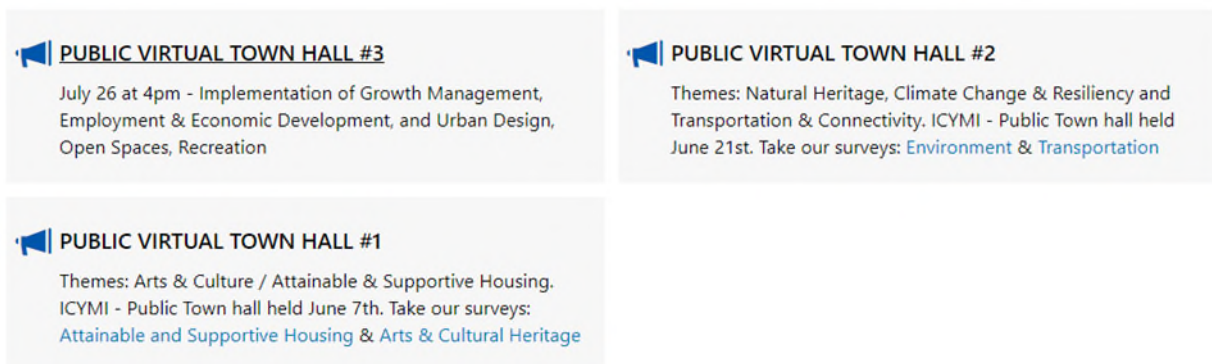 PUBLIC VIRTUAL TOWN HALL #3
July 26 at 4pm - Implementation of Growth Management,
Employment & Economic Development, and Urban Design,
Open Spaces, Recreation
PUBLIC VIRTUAL TOWN HALL #2
Themes: Natural Heritage, Climate Change & Resiliency and
Transportation & Connectivity. ICYMI - Public Town hall held
June 21st. Take our surveys: Environment & Transportation
PUBLIC VIRTUAL TOWN HALL #1
Themes: Arts & Culture / Attainable & Supportive Housing.
ICYMI - Public Town hall held June 7th. Take our surveys:
Attainable and Supportive Housing & Arts & Cultural Heritage